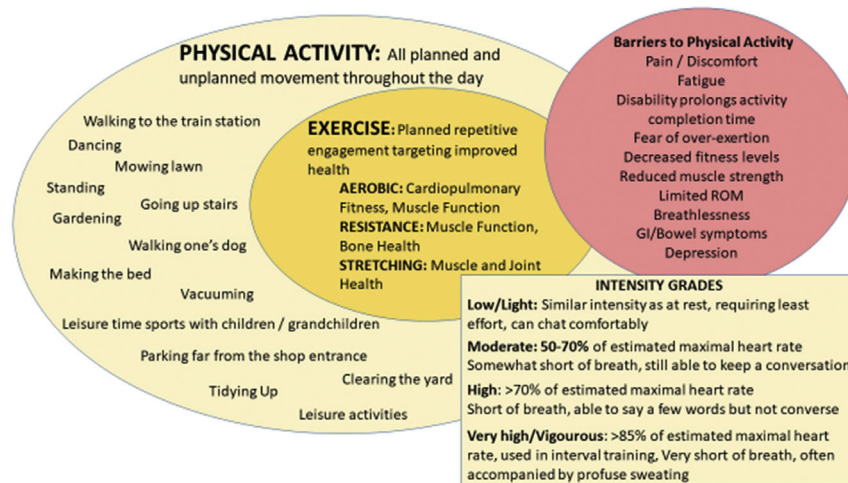 PHYSICAL ACTIVITY: All planned and
unplanned movement throughout the day
Walking to the train station
Dancing
Mowing lawn
Standing
Going up stairs
Gardening
Walking one's dog
Making the bed
Vacuuming
Leisure time sports with children / grandchildren
Parking far from the shop entrance
Clearing the yard
Tidying Up
Leisure activities
EXERCISE: Planned repetitive
engagement targeting improved
health
AEROBIC: Cardiopulmonary
Fitness, Muscle Function
RESISTANCE: Muscle Function,
Bone Health
STRETCHING: Muscle and Joint
Health
Barriers to Physical Activity
Pain / Discomfort
Fatigue
Disability prolongs activity
completion time
Fear of over-exertion
Decreased fitness levels
Reduced muscle strength
Limited ROM
Breathlessness
GI/Bowel symptoms
Depression
INTENSITY GRADES
Low/Light: Similar intensity as at rest, requiring least
effort, can chat comfortably
Moderate: 50-70% of estimated maximal heart rate
Somewhat short of breath, still able to keep a conversation
High: >70% of estimated maximal heart rate
Short of breath, able to say a few words but not converse
Very high/Vigourous: >85% of estimated maximal heart
rate, used in interval training, Very short of breath, often
accompanied by profuse sweating